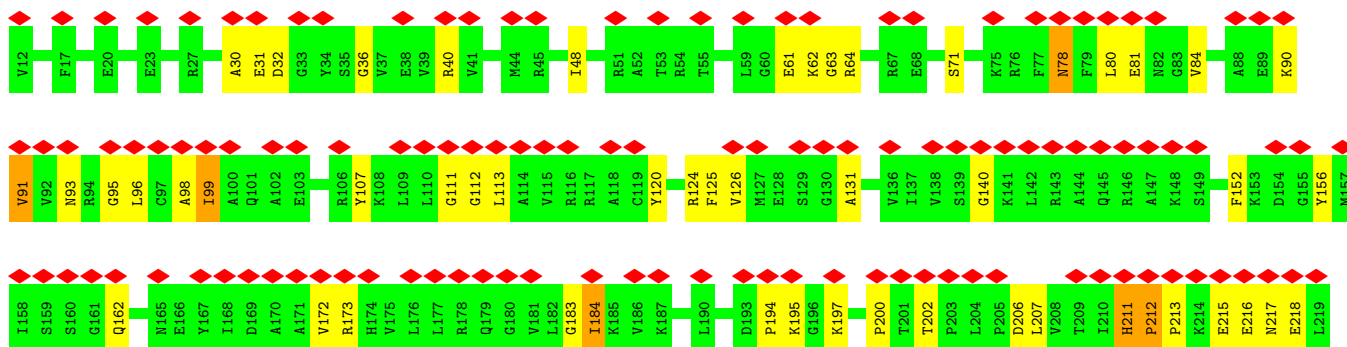 V12 F17 E20 E23 R27 A30 E31 D32 G33 Y34 S35 G36 V37 E38 V39 R40 V41 M44 R45 I48 R51 A52 T53 R54 T55 L59 G60 E61 K62 G63 R64 R67 E68 S71 K75 R76 F77 N78 F79 L80 E81 N82 G83 V84 A88 E89 K90
V91 V92 N93 R94 G95 L96 C97 A98 I99 A100 Q101 A102 E103 R106 Y107 K108 L109 L110 G111 G112 L113 A114 V115 R116 R117 A118 C119 Y120 R124 F125 V126 M127 E128 S129 G130 A131 V136 I137 V138 S139 G140 K141 L142 R143 A144 Q145 R146 A147 K148 S149 F152 K153 D154 G155 Y156 M157
I158 S159 S160 G161 Q162 N165 E166 Y167 I168 D169 A170 A171 V172 R173 H174 V175 L176 L177 R178 Q179 G180 V181 L182 G183 I184 K185 V186 K187 L190 D193 P194 K195 G196 K197 P200 T201 T202 P203 L204 P205 D206 L207 V208 T209 I210 H211 P212 P213 K214 E215 E216 N217 E218 L219